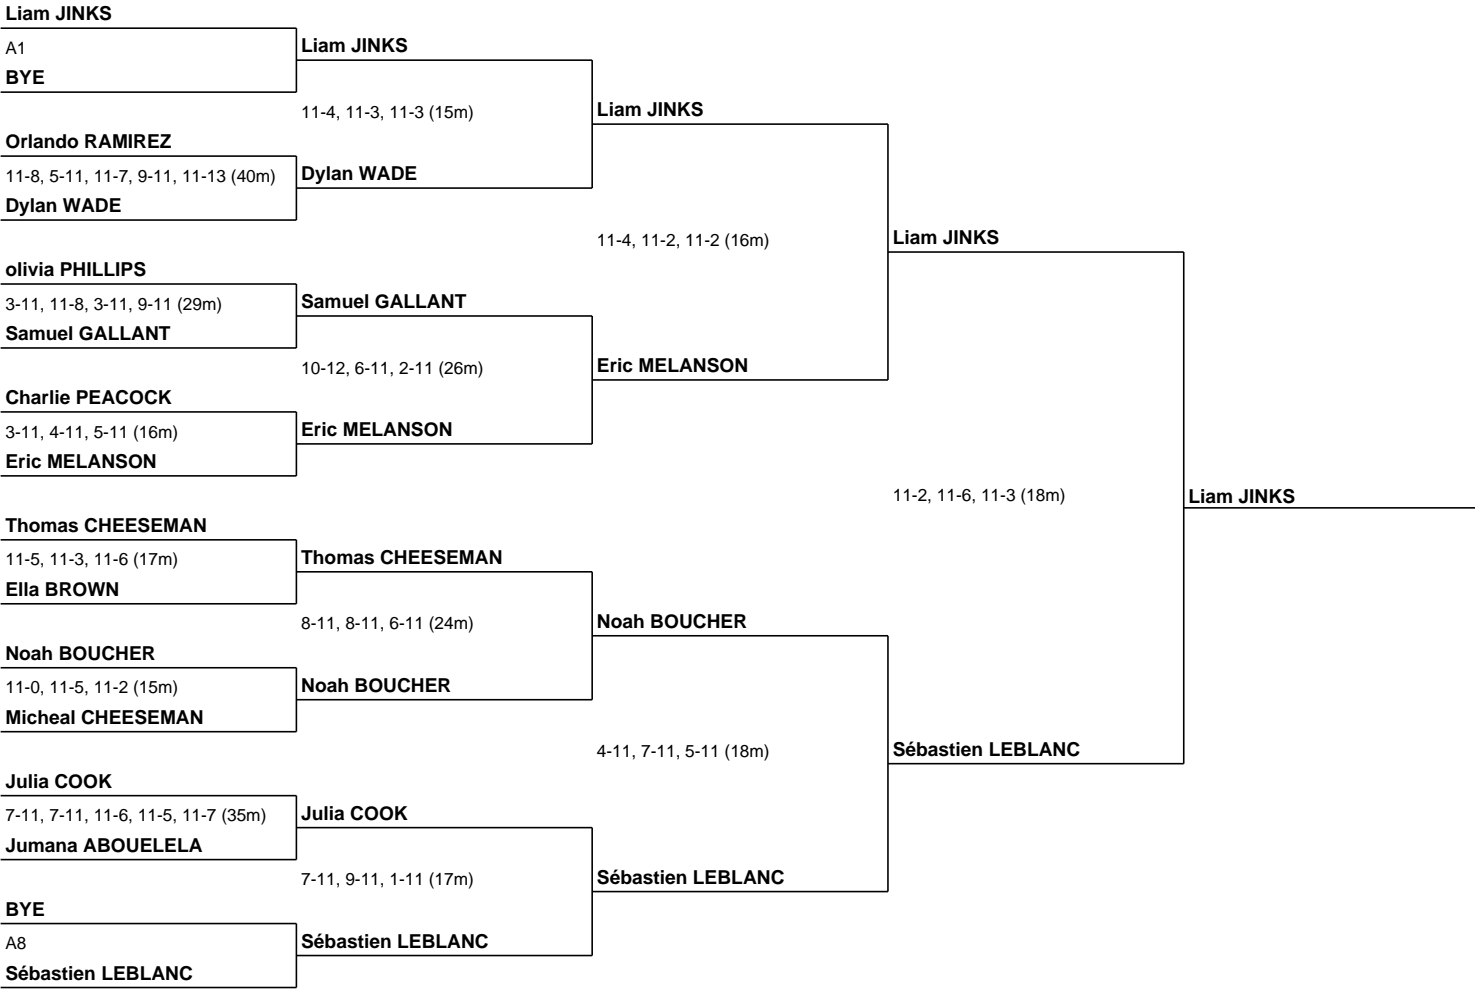 Liam JINKS
A1
BYE
Orlando RAMIREZ
11-8, 5-11, 11-7, 9-11, 11-13 (40m)
Dylan WADE
olivia PHILLIPS
3-11, 11-8, 3-11, 9-11 (29m)
Samuel GALLANT
Charlie PEACOCK
3-11, 4-11, 5-11 (16m)
Eric MELANSON
Thomas CHEESEMAN
11-5, 11-3, 11-6 (17m)
Ella BROWN
Noah BOUCHER
11-0, 11-5, 11-2 (15m)
Micheal CHEESEMAN
Julia COOK
7-11, 7-11, 11-6, 11-5, 11-7 (35m)
Jumana ABOUELELA
BYE
A8
Sébastien LEBLANC
Liam JINKS
11-4, 11-3, 11-3 (15m)
Dylan WADE
Samuel GALLANT
10-12, 6-11, 2-11 (26m)
Eric MELANSON
Thomas CHEESEMAN
8-11, 8-11, 6-11 (24m)
Noah BOUCHER
Julia COOK
7-11, 9-11, 1-11 (17m)
Sébastien LEBLANC
Liam JINKS
11-4, 11-2, 11-2 (16m)
Eric MELANSON
Noah BOUCHER
4-11, 7-11, 5-11 (18m)
Sébastien LEBLANC
Liam JINKS
11-2, 11-6, 11-3 (18m)
Sébastien LEBLANC
Liam JINKS